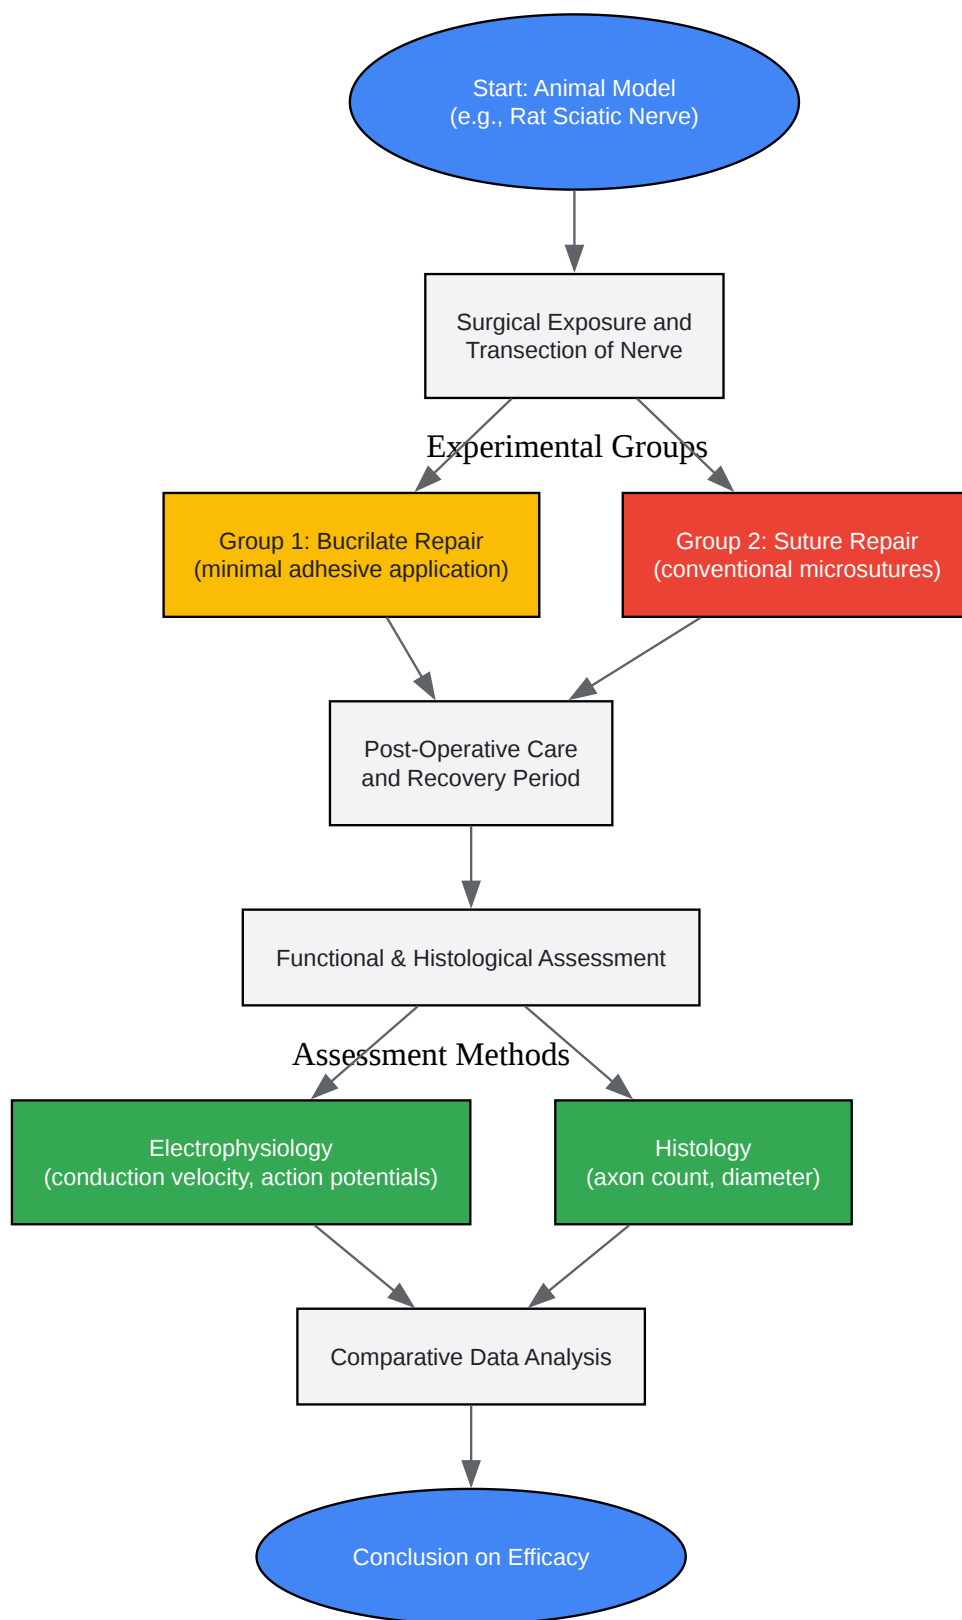 Start: Animal Model
(e.g., Rat Sciatic Nerve)
Surgical Exposure and
Transection of Nerve
Experimental Groups
Group 1: Bucrilate Repair
(minimal adhesive application)
Group 2: Suture Repair
(conventional microsutures)
Post-Operative Care
and Recovery Period
Functional & Histological Assessment
Assessment Methods
Electrophysiology
(conduction velocity, action potentials)
Histology
(axon count, diameter)
Comparative Data Analysis
Conclusion on Efficacy